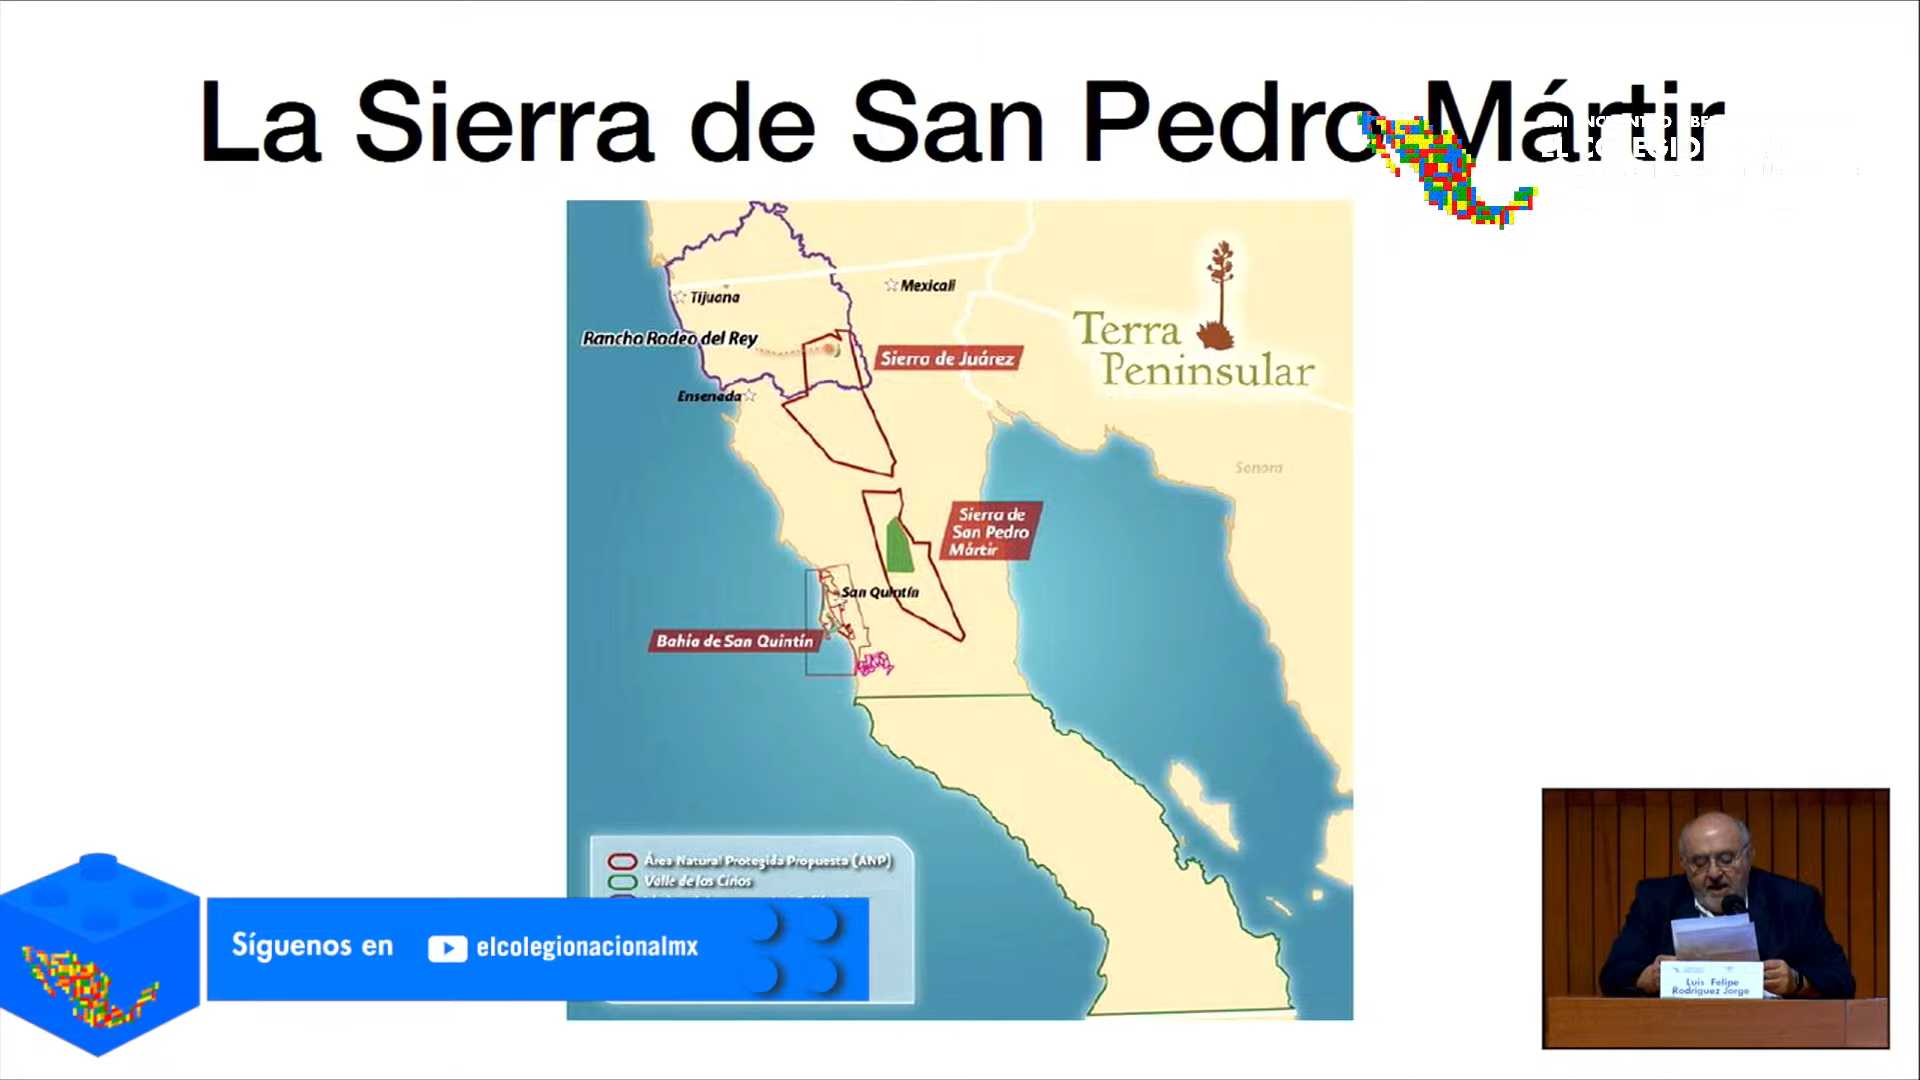 La Sierra de San Pedro Mártir
EL COLEGIO
Tijuana
Mexicali
Rancho Rodeo del Rey
Terra
Peninsular
Sierra de Juárez
Ensenada
Sonora
Sierra de
San Pedro
Mártir
San Quintín
Bahía de San Quintín
Área Natural Protegida Propuesta (ANP)
Valle de los Cirios
Síguenos en elcolegionacionalmx
Luis Felipe
Rodríguez Jorge